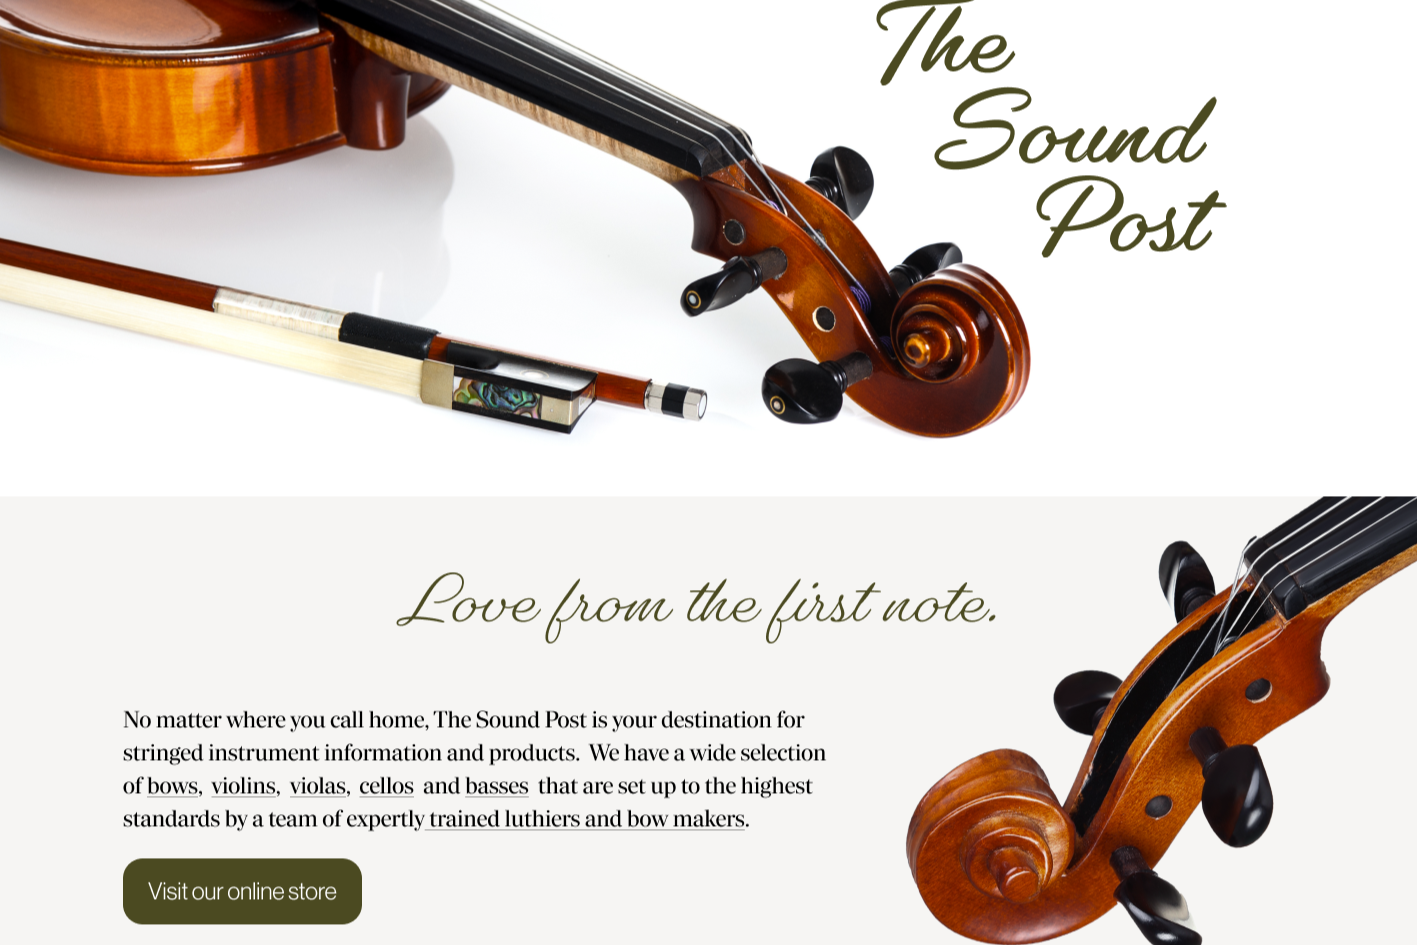 The
Sound
Post
Love from the first note.
No matter where you call home, The Sound Post is your destination for
stringed instrument information and products.  We have a wide selection
of bows,  violins,  violas,  cellos  and basses  that are set up to the highest
standards by a team of expertly trained luthiers and bow makers.
Visit our online store